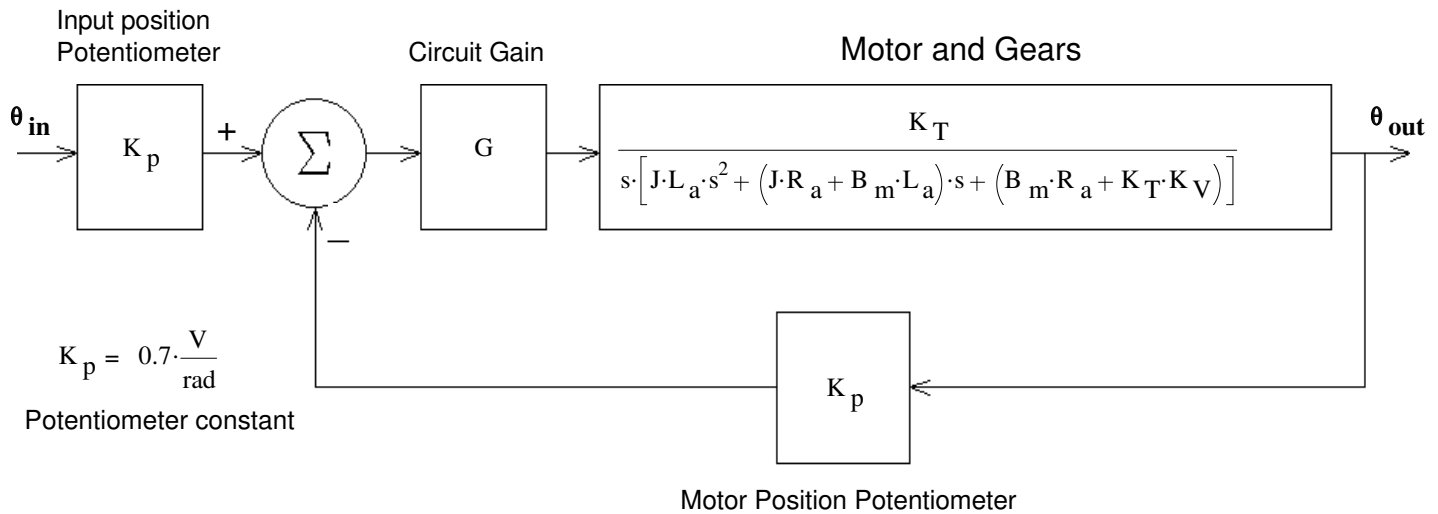 Input position
Potentiometer
Circuit Gain
Motor and Gears
θ in
K p
+
Σ
G
K T
s·[J·L a·s² + (J·R a + B m·L a)·s + (B m·R a + K T·K V)]
θ out
−
K p = 0.7· V
rad
Potentiometer constant
K p
Motor Position Potentiometer